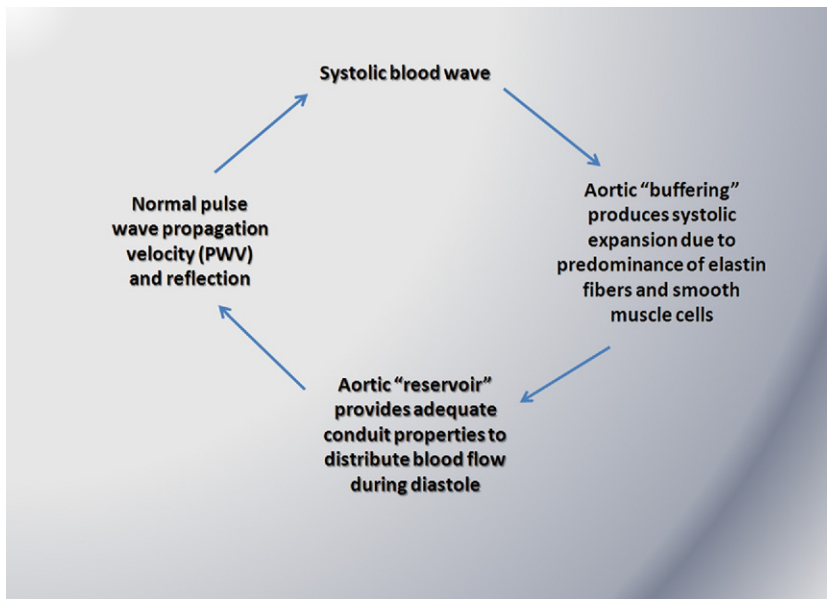 Systolic blood wave
Aortic “buffering”
produces systolic
expansion due to
predominance of elastin
fibers and smooth
muscle cells
Aortic “reservoir”
provides adequate
conduit properties to
distribute blood flow
during diastole
Normal pulse
wave propagation
velocity (PWV)
and reflection